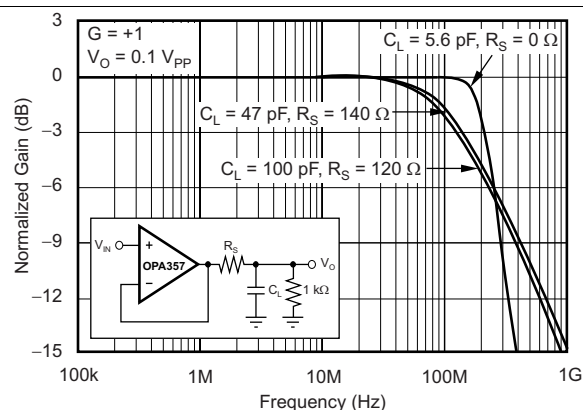 G = +1
V_O = 0.1 V_PP
C_L = 5.6 pF, R_S = 0 Ω
C_L = 47 pF, R_S = 140 Ω
C_L = 100 pF, R_S = 120 Ω
Normalized Gain (dB)
3
0
−3
−6
−9
−12
−15
V_IN
+
−
OPA357
R_S
V_O
C_L
1 kΩ
100k
1M
10M
100M
1G
Frequency (Hz)